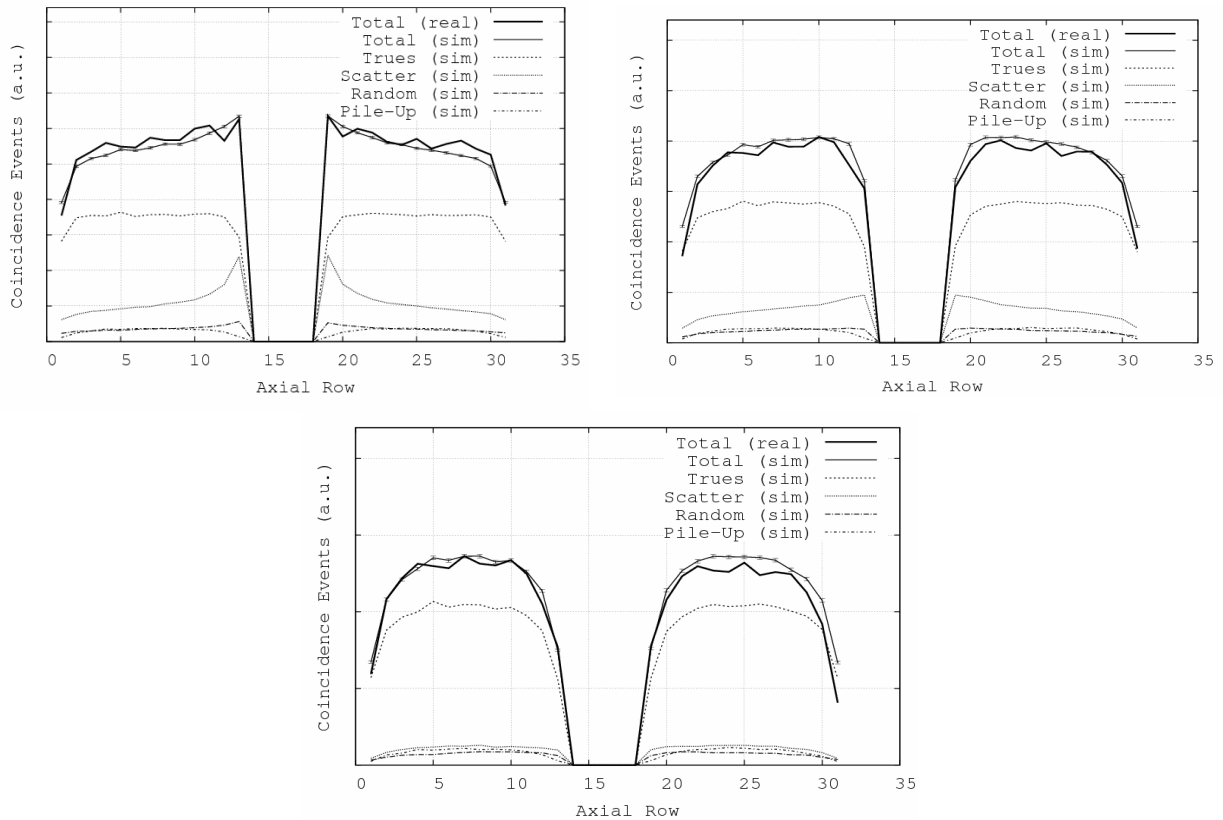 Coincidence Events (a.u.)
Total (real)
Total (sim)
Trues (sim)
Scatter (sim)
Random (sim)
Pile-Up (sim)
0 5 10 15 20 25 30 35
Axial Row
Coincidence Events (a.u.)
Total (real)
Total (sim)
Trues (sim)
Scatter (sim)
Random (sim)
Pile-Up (sim)
0 5 10 15 20 25 30 35
Axial Row
Coincidence Events (a.u.)
Total (real)
Total (sim)
Trues (sim)
Scatter (sim)
Random (sim)
Pile-Up (sim)
0 5 10 15 20 25 30 35
Axial Row